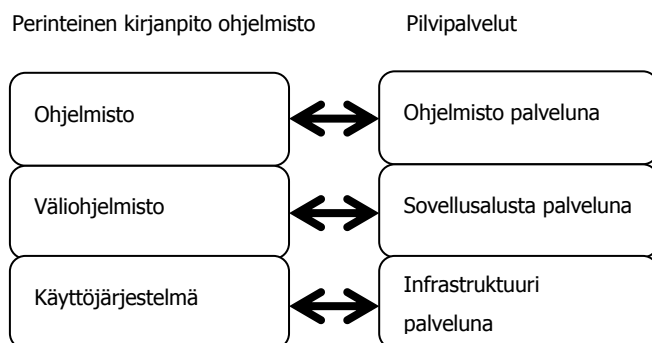 Perinteinen kirjanpito ohjelmisto Pilvipalvelut
Ohjelmisto Ohjelmisto palveluna
Väliohjelmisto Sovellusalusta palveluna
Käyttöjärjestelmä Infrastruktuuri
palveluna